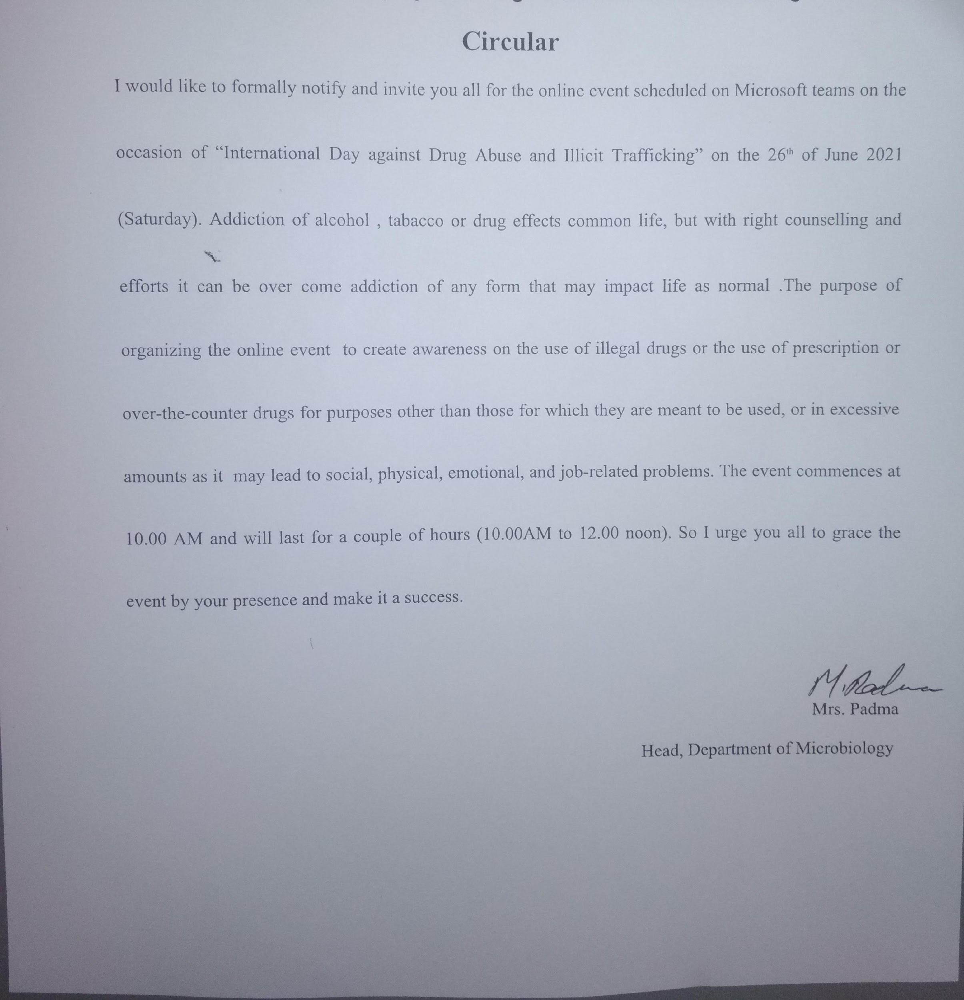 Circular
I would like to formally notify and invite you all for the online event scheduled on Microsoft teams on the
occasion of “International Day against Drug Abuse and Illicit Trafficking” on the 26th of June 2021
(Saturday). Addiction of alcohol , tabacco or drug effects common life, but with right counselling and
efforts it can be over come addiction of any form that may impact life as normal .The purpose of
organizing the online event  to create awareness on the use of illegal drugs or the use of prescription or
over-the-counter drugs for purposes other than those for which they are meant to be used, or in excessive
amounts as it  may lead to social, physical, emotional, and job-related problems. The event commences at
10.00 AM and will last for a couple of hours (10.00AM to 12.00 noon). So I urge you all to grace the
event by your presence and make it a success.
M. Padma
Mrs. Padma
Head, Department of Microbiology